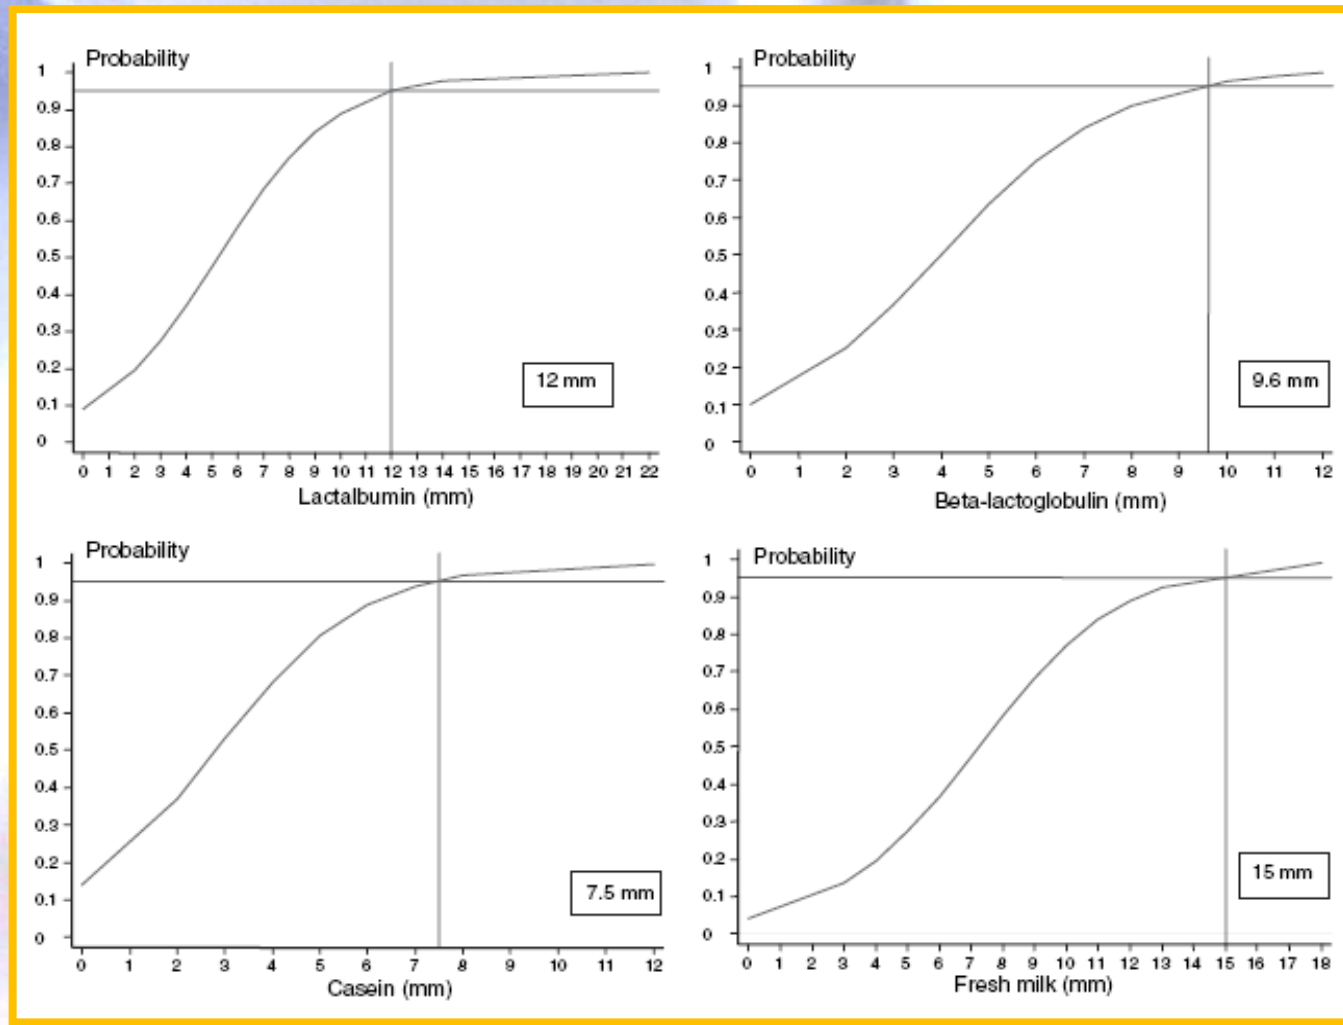 Probability
1
0.9
0.8
0.7
0.6
0.5
0.4
0.3
0.2
0.1
0
12 mm
0 1 2 3 4 5 6 7 8 9 10 11 12 13 14 15 16 17 18 19 20 21 22
Lactalbumin (mm)
Probability
1
0.9
0.8
0.7
0.6
0.5
0.4
0.3
0.2
0.1
0
9.6 mm
0 1 2 3 4 5 6 7 8 9 10 11 12
Beta-lactoglobulin (mm)
Probability
1
0.9
0.8
0.7
0.6
0.5
0.4
0.3
0.2
0.1
0
7.5 mm
0 1 2 3 4 5 6 7 8 9 10 11 12
Casein (mm)
Probability
1
0.9
0.8
0.7
0.6
0.5
0.4
0.3
0.2
0.1
0
15 mm
0 1 2 3 4 5 6 7 8 9 10 11 12 13 14 15 16 17 18
Fresh milk (mm)